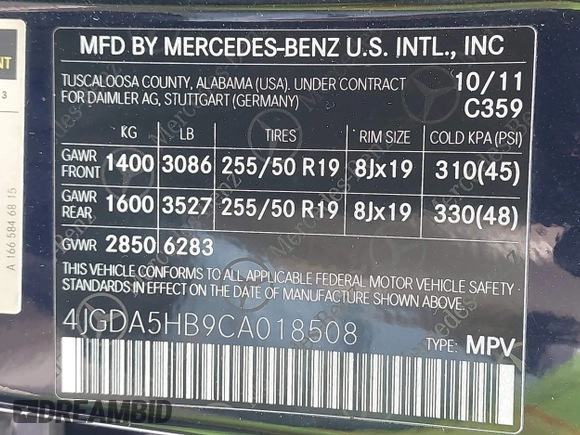 MFD BY MERCEDES-BENZ U.S. INTL., INC
TUSCALOOSA COUNTY, ALABAMA (USA). UNDER CONTRACT
FOR DAIMLER AG, STUTTGART (GERMANY)
10/11
C359
KG LB TIRES RIM SIZE COLD KPA (PSI)
GAWR FRONT 1400 3086 255/50 R19 8Jx19 310(45)
GAWR REAR 1600 3527 255/50 R19 8Jx19 330(48)
GVWR 2850 6283
THIS VEHICLE CONFORMS TO ALL APPLICABLE FEDERAL MOTOR VEHICLE SAFETY
STANDARDS IN EFFECT ON THE DATE OF MANUFACTURE SHOWN ABOVE.
4JGDA5HB9CA018508
TYPE: MPV
A 166 584 68 15
DREAMBID